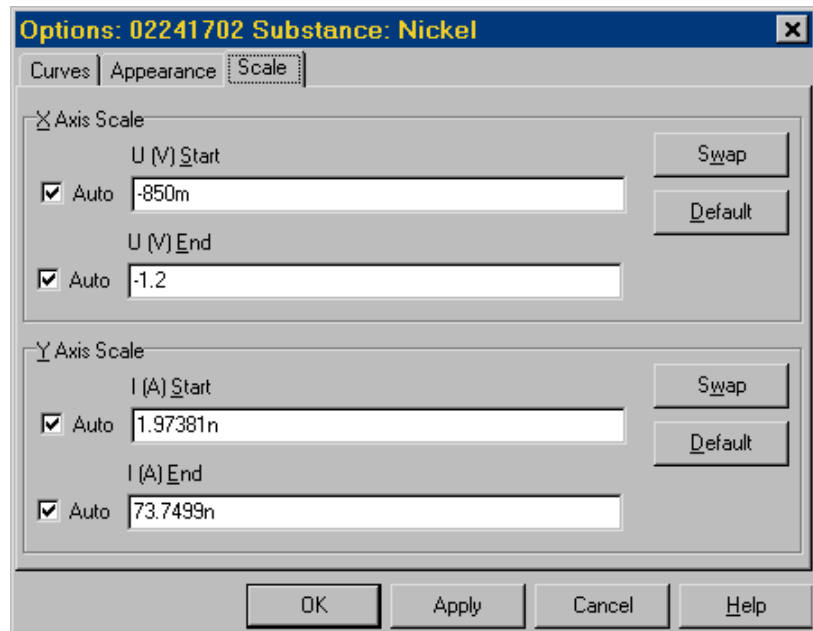 Options: 02241702 Substance: Nickel
Curves Appearance Scale
X Axis Scale
U (V) Start
Swap
Auto -850m
Default
U (V) End
Auto -1.2
Y Axis Scale
I (A) Start
Swap
Auto 1.97381n
Default
I (A) End
Auto 73.7499n
OK Apply Cancel Help